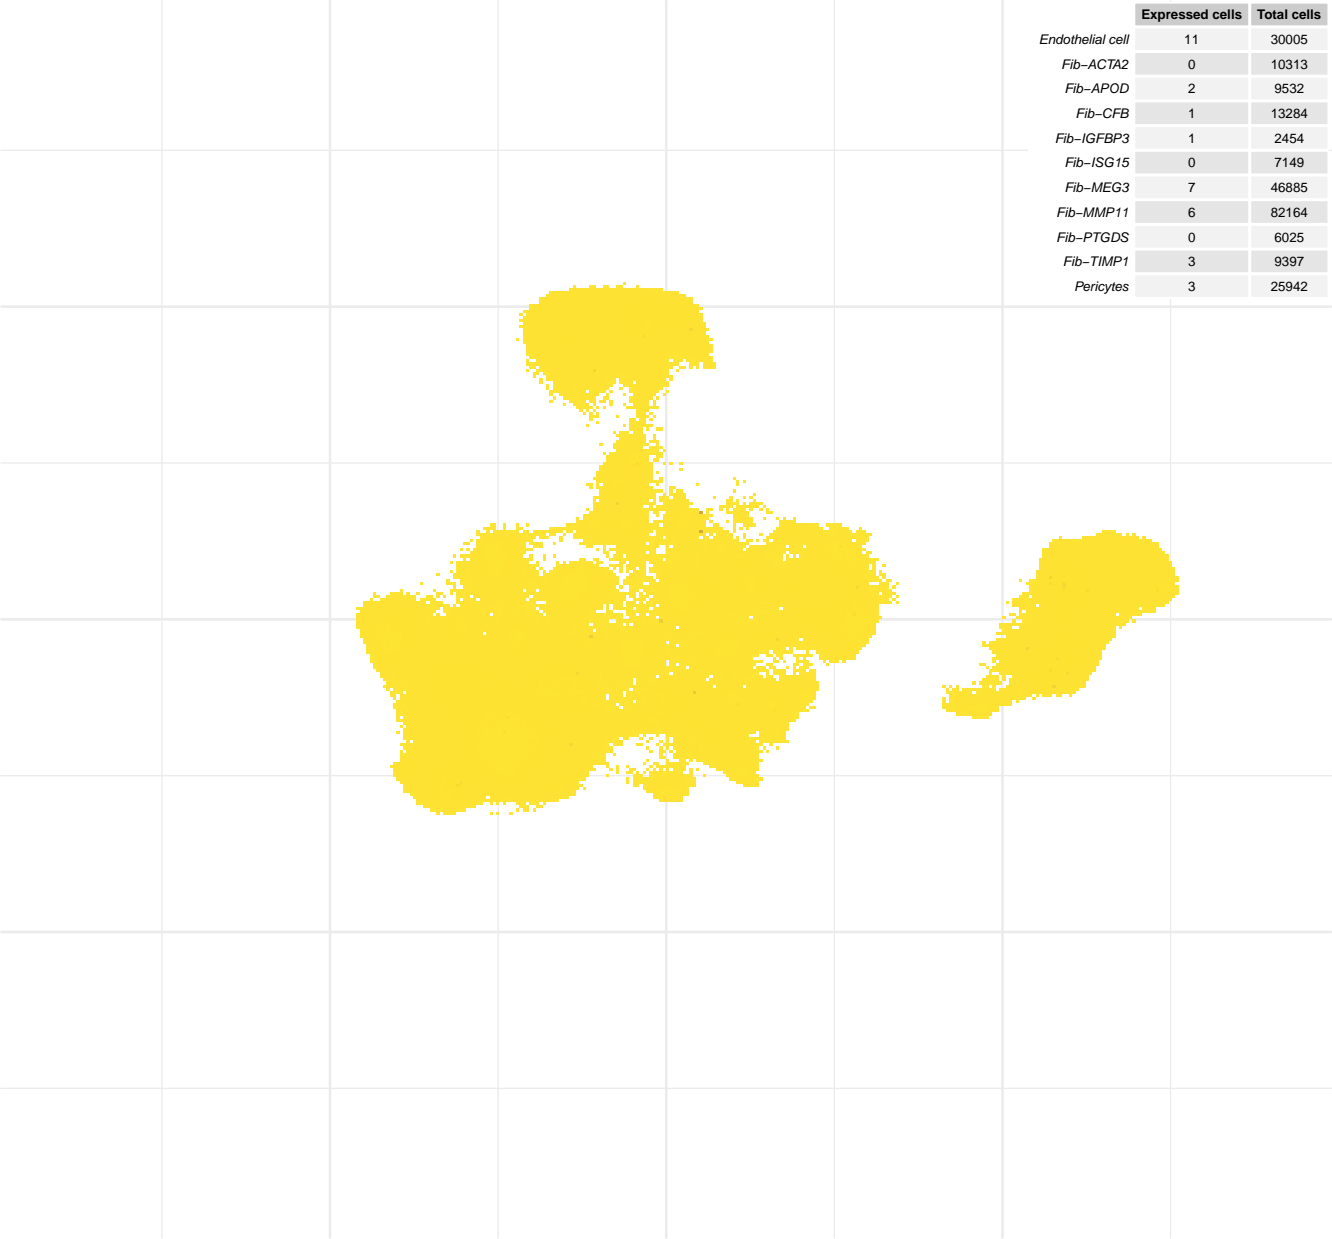 Expressed cells Total cells
Endothelial cell 11 30005
Fib−ACTA2 0 10313
Fib−APOD 2 9532
Fib−CFB 1 13284
Fib−IGFBP3 1 2454
Fib−ISG15 0 7149
Fib−MEG3 7 46885
Fib−MMP11 6 82164
Fib−PTGDS 0 6025
Fib−TIMP1 3 9397
Pericytes 3 25942